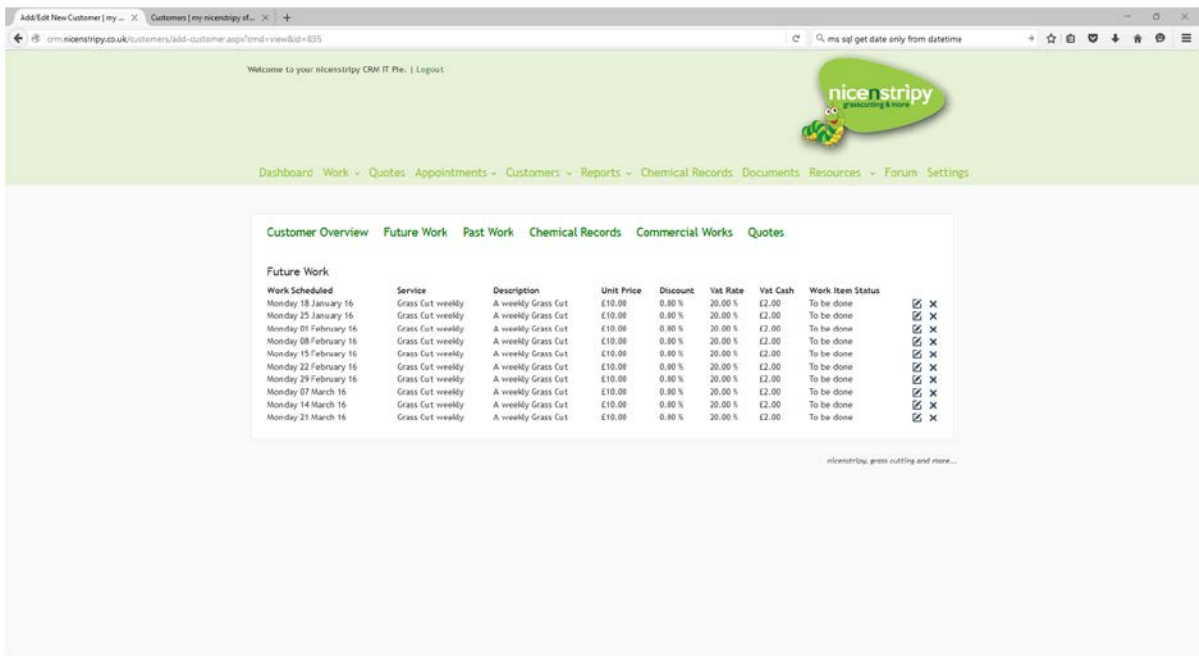 Add/Edit New Customer | my ...
Customers | my nicenstripy of...
crm.nicenstripy.co.uk/customers/add-customer.aspx?cmd=view&id=835
ms sql get date only from datetime
Welcome to your nicenstripy CRM IT Pie. | Logout
nicenstripy
grasscutting & more
Dashboard Work Quotes Appointments Customers Reports Chemical Records Documents Resources Forum Settings
Customer Overview Future Work Past Work Chemical Records Commercial Works Quotes
Future Work
Work Scheduled Service Description Unit Price Discount Vat Rate Vat Cash Work Item Status
Monday 18 January 16 Grass Cut weekly A weekly Grass Cut £10.00 0.00 % 20.00 % £2.00 To be done
Monday 25 January 16 Grass Cut weekly A weekly Grass Cut £10.00 0.00 % 20.00 % £2.00 To be done
Monday 01 February 16 Grass Cut weekly A weekly Grass Cut £10.00 0.00 % 20.00 % £2.00 To be done
Monday 08 February 16 Grass Cut weekly A weekly Grass Cut £10.00 0.00 % 20.00 % £2.00 To be done
Monday 15 February 16 Grass Cut weekly A weekly Grass Cut £10.00 0.00 % 20.00 % £2.00 To be done
Monday 22 February 16 Grass Cut weekly A weekly Grass Cut £10.00 0.00 % 20.00 % £2.00 To be done
Monday 29 February 16 Grass Cut weekly A weekly Grass Cut £10.00 0.00 % 20.00 % £2.00 To be done
Monday 07 March 16 Grass Cut weekly A weekly Grass Cut £10.00 0.00 % 20.00 % £2.00 To be done
Monday 14 March 16 Grass Cut weekly A weekly Grass Cut £10.00 0.00 % 20.00 % £2.00 To be done
Monday 21 March 16 Grass Cut weekly A weekly Grass Cut £10.00 0.00 % 20.00 % £2.00 To be done
nicenstripy, grass cutting and more...